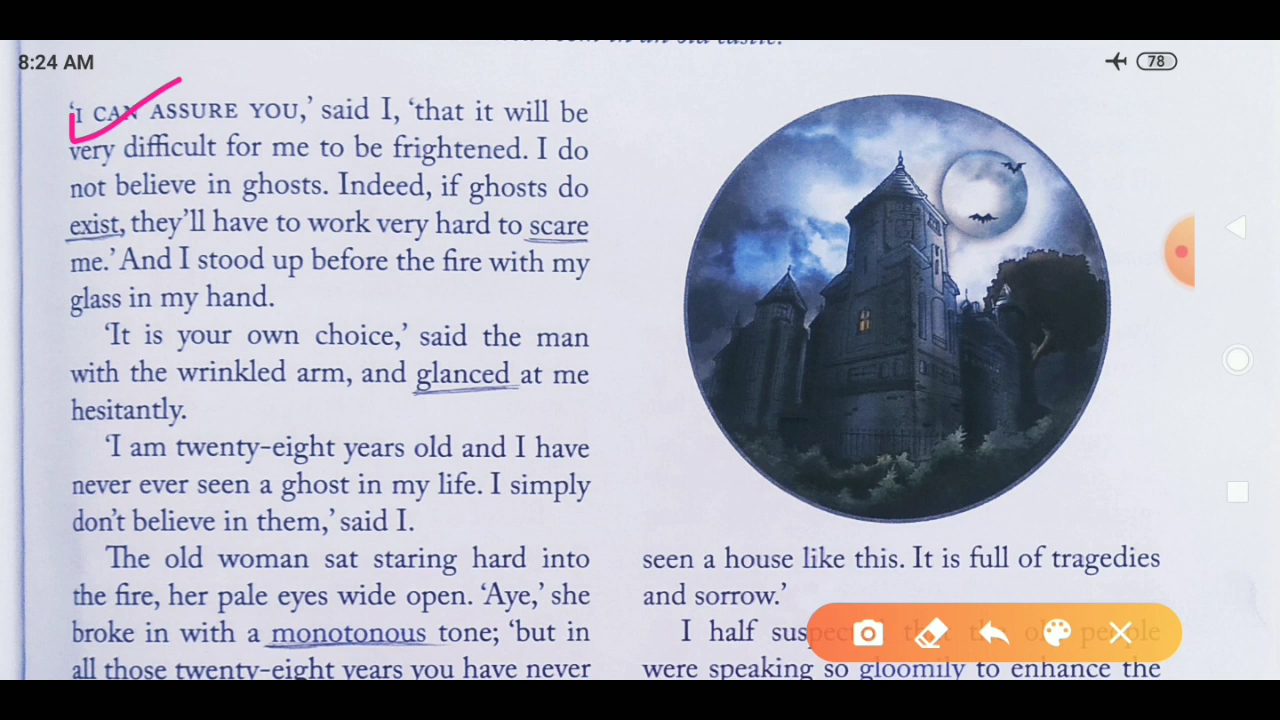 8:24 AM
78
'I CAN ASSURE YOU,' said I, 'that it will be
very difficult for me to be frightened. I do
not believe in ghosts. Indeed, if ghosts do
exist, they'll have to work very hard to scare
me.' And I stood up before the fire with my
glass in my hand.
'It is your own choice,' said the man
with the wrinkled arm, and glanced at me
hesitantly.
'I am twenty-eight years old and I have
never ever seen a ghost in my life. I simply
don't believe in them,' said I.
The old woman sat staring hard into
the fire, her pale eyes wide open. 'Aye,' she
broke in with a monotonous tone; 'but in
all those twenty-eight years you have never
seen a house like this. It is full of tragedies
and sorrow.'
I half suspected that the old people
were speaking so gloomily to enhance the